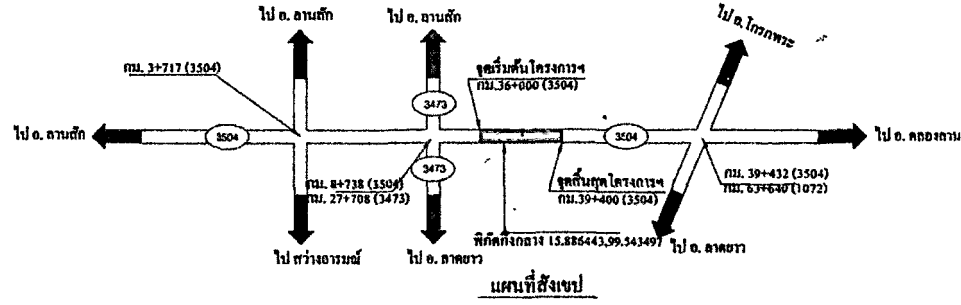 ไป อ. ลานสัก
ไป อ. ลานสัก
ไป อ. โกรกพระ
กม. 3+717 (3504)
จุดเริ่มต้นโครงการฯ
กม.36+000 (3504)
3473
ไป อ. ลานสัก
3504
3504
ไป อ. คลองลาน
3473
กม. 8+738 (3504)
กม. 27+708 (3473)
จุดสิ้นสุดโครงการฯ
กม.39+400 (3504)
กม. 39+432 (3504)
กม. 63+640 (1072)
ไป สว่างอารมณ์
ไป อ. ลาดยาว
พิกัดกึ่งกลาง 15.886443,99.543497
ไป อ. ลาดยาว
แผนที่สังเขป